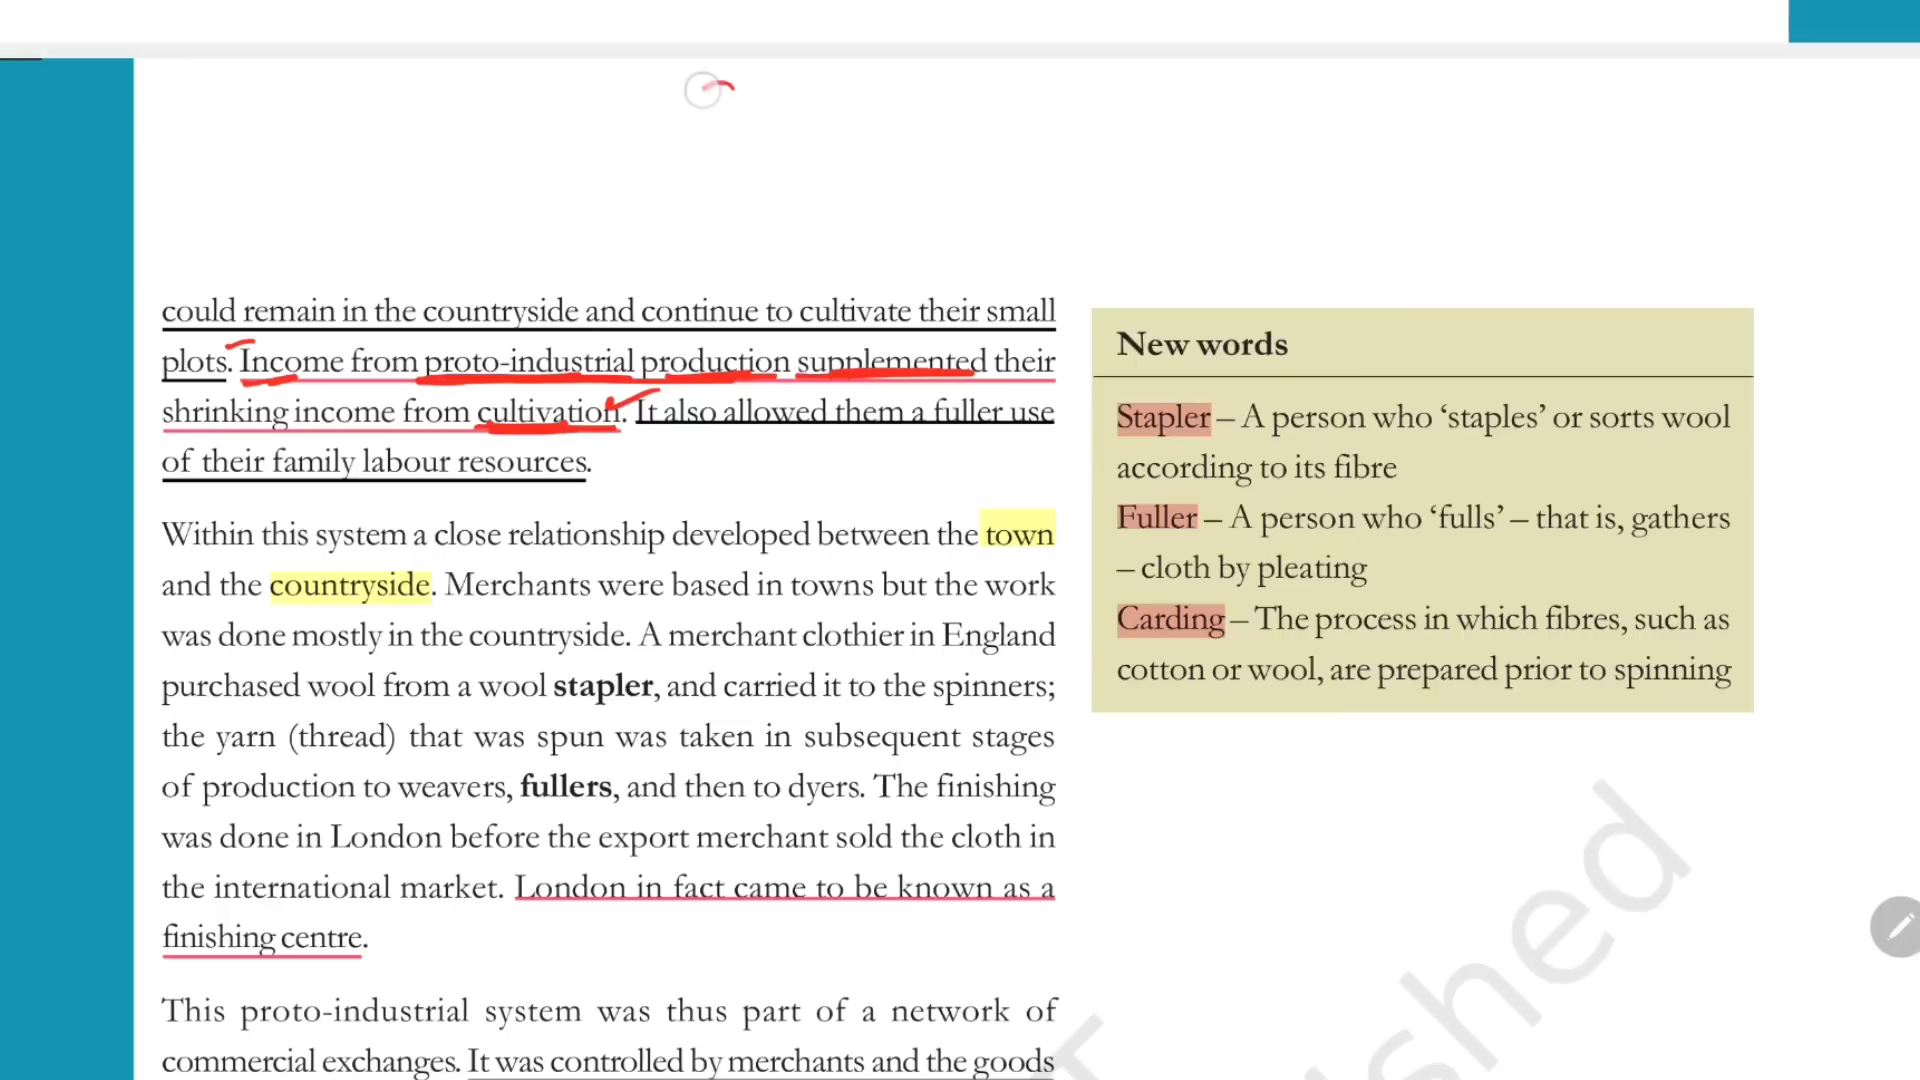 could remain in the countryside and continue to cultivate their small
plots. Income from proto-industrial production supplemented their
shrinking income from cultivation. It also allowed them a fuller use
of their family labour resources.
Within this system a close relationship developed between the town
and the countryside. Merchants were based in towns but the work
was done mostly in the countryside. A merchant clothier in England
purchased wool from a wool stapler, and carried it to the spinners;
the yarn (thread) that was spun was taken in subsequent stages
of production to weavers, fullers, and then to dyers. The finishing
was done in London before the export merchant sold the cloth in
the international market. London in fact came to be known as a
finishing centre.
This proto-industrial system was thus part of a network of
commercial exchanges. It was controlled by merchants and the goods
New words
Stapler – A person who ‘staples’ or sorts wool
according to its fibre
Fuller – A person who ‘fulls’ – that is, gathers
– cloth by pleating
Carding – The process in which fibres, such as
cotton or wool, are prepared prior to spinning